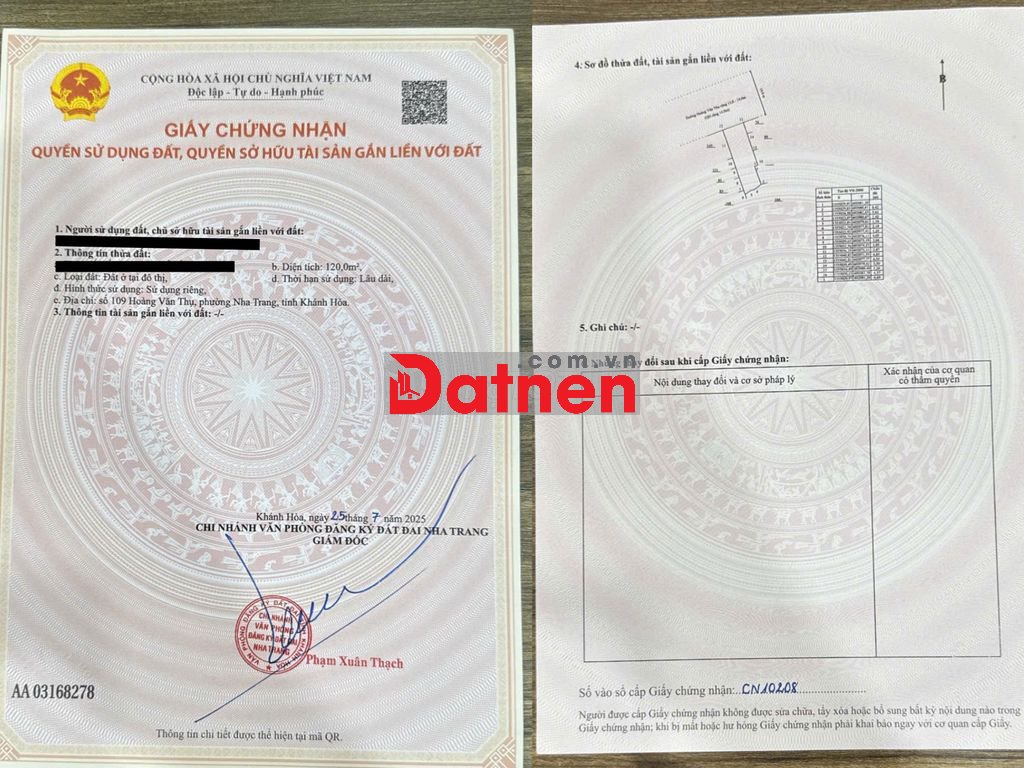 CỘNG HÒA XÃ HỘI CHỦ NGHĨA VIỆT NAM
Độc lập - Tự do - Hạnh phúc
GIẤY CHỨNG NHẬN
QUYỀN SỬ DỤNG ĐẤT, QUYỀN SỞ HỮU TÀI SẢN GẮN LIỀN VỚI ĐẤT
1. Người sử dụng đất, chủ sở hữu tài sản gắn liền với đất:
2. Thông tin thửa đất:
b. Diện tích: 120,0m²,
c. Loại đất: Đất ở tại đô thị,
d. Thời hạn sử dụng: Lâu dài,
đ. Hình thức sử dụng: Sử dụng riêng,
e. Địa chỉ: số 109 Hoàng Văn Thụ, phường Nha Trang, tỉnh Khánh Hòa.
3. Thông tin tài sản gắn liền với đất: -/-
Khánh Hòa, ngày 25 tháng 7 năm 2025
CHI NHÁNH VĂN PHÒNG ĐĂNG KÝ ĐẤT ĐAI NHA TRANG
GIÁM ĐỐC
CHI NHÁNH
VĂN PHÒNG
ĐĂNG KÝ ĐẤT ĐAI
NHA TRANG
Phạm Xuân Thạch
AA 03168278
Thông tin chi tiết được thể hiện tại mã QR.
4. Sơ đồ thửa đất, tài sản gắn liền với đất:
B
5. Ghi chú: -/-
đổi sau khi cấp Giấy chứng nhận:
Nội dung thay đổi và cơ sở pháp lý
Xác nhận của cơ quan
có thẩm quyền
Số vào sổ cấp Giấy chứng nhận:..CN10208......................
Người được cấp Giấy chứng nhận không được sửa chữa, tẩy xóa hoặc bổ sung bất kỳ nội dung nào trong
Giấy chứng nhận; khi bị mất hoặc hư hỏng Giấy chứng nhận phải khai báo ngay với cơ quan cấp Giấy.
Datnen
.com.vn